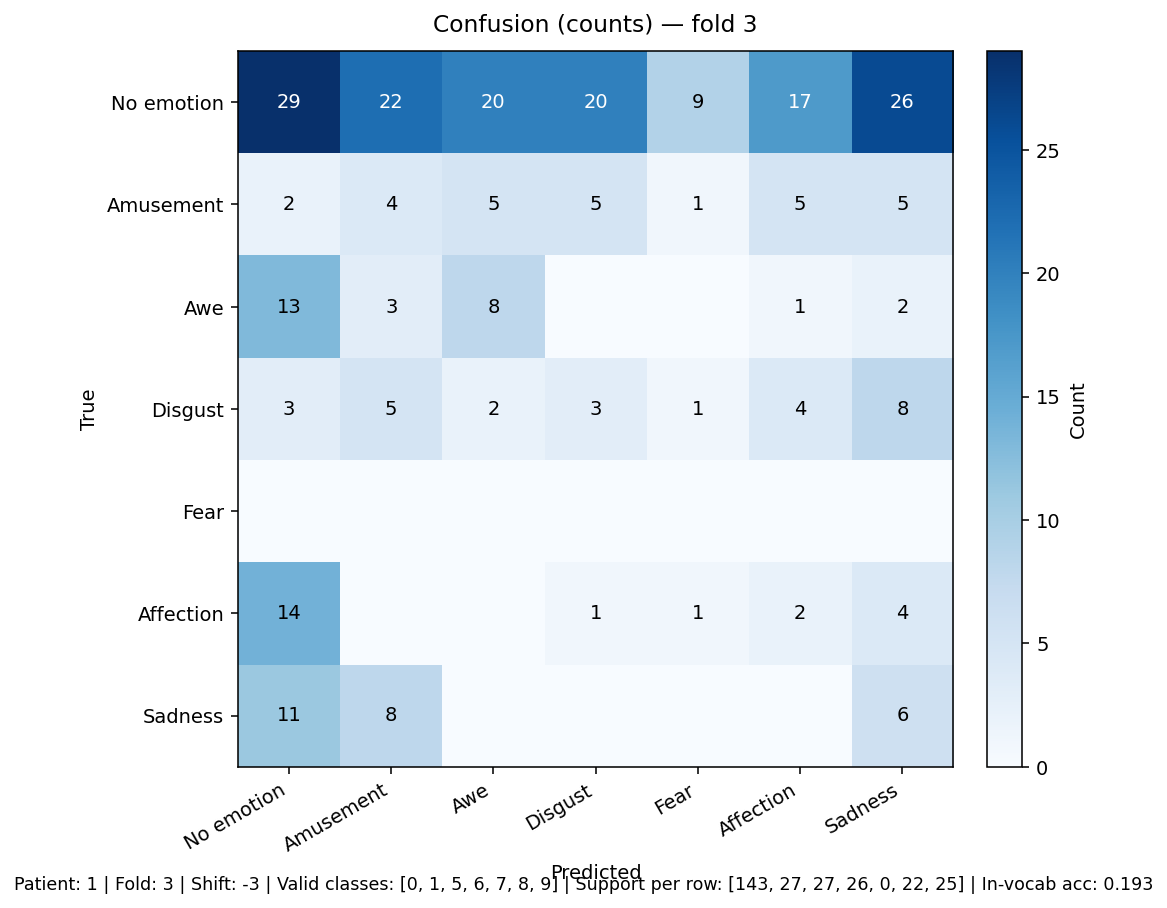 Confusion (counts) — fold 3
No emotion 29 22 20 20 9 17 26
Amusement 2 4 5 5 1 5 5
Awe 13 3 8 1 2
Disgust 3 5 2 3 1 4 8
Fear
Affection 14 1 1 2 4
Sadness 11 8 6
True
No emotion Amusement Awe Disgust Fear Affection Sadness
Predicted
25
20
15
10
5
0
Count
Patient: 1 | Fold: 3 | Shift: -3 | Valid classes: [0, 1, 5, 6, 7, 8, 9] | Support per row: [143, 27, 27, 26, 0, 22, 25] | In-vocab acc: 0.193